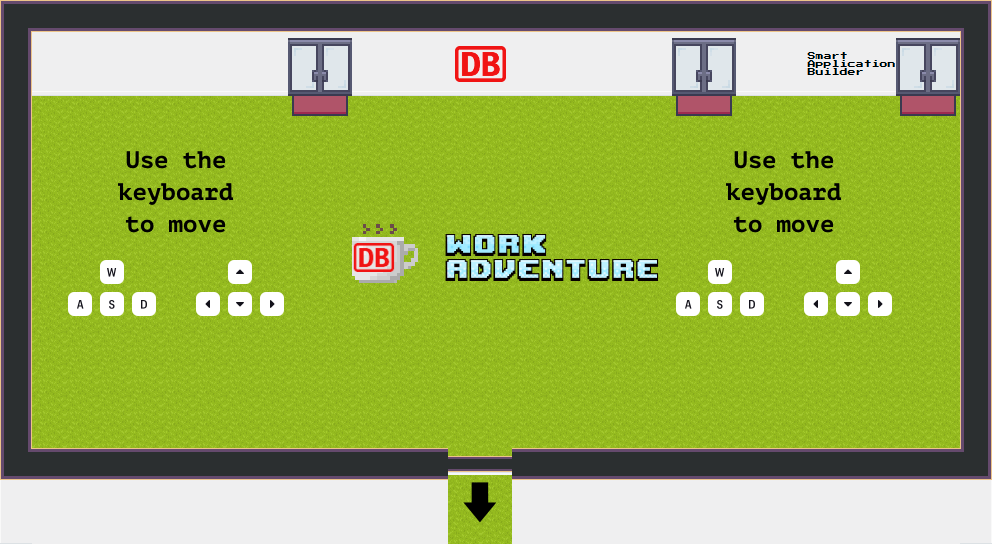 DB
Smart
Application
Builder
Use the
keyboard
to move
W
A S D
DB
WORK
ADVENTURE
Use the
keyboard
to move
W
A S D